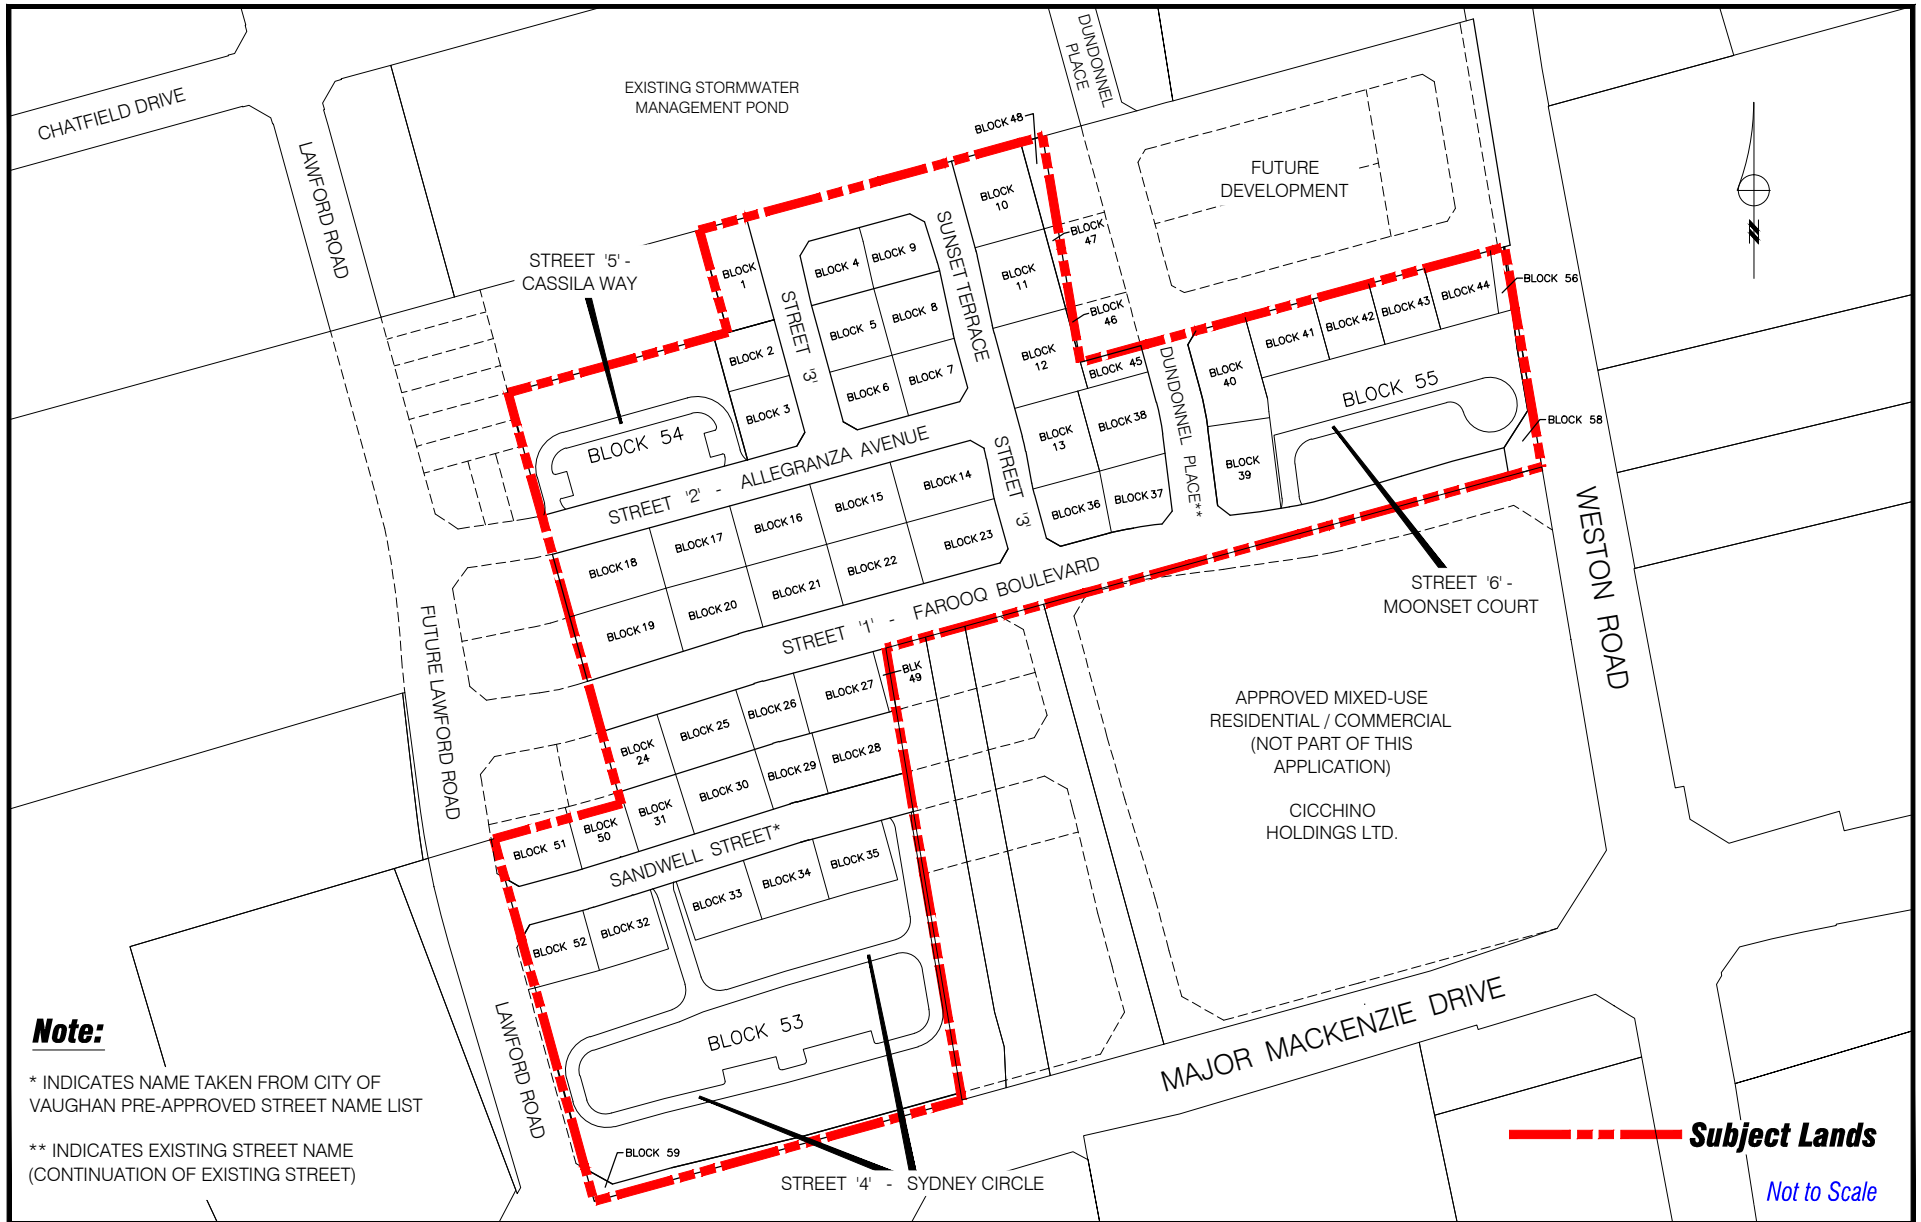 CHATFIELD DRIVE
LAWFORD ROAD
EXISTING STORMWATER
MANAGEMENT POND
DUNDONNEL
PLACE
BLOCK 48
FUTURE
DEVELOPMENT
BLOCK
10
BLOCK
47
SUNSET TERRACE
BLOCK 9
BLOCK 4
STREET '5' -
CASSILA WAY
BLOCK
1
STREET '3'
BLOCK
11
BLOCK 56
BLOCK 44
BLOCK 43
BLOCK 42
BLOCK 41
BLOCK
46
BLOCK 8
BLOCK 5
BLOCK 2
BLOCK
12
BLOCK 45
DUNDONNEL PLACE**
BLOCK
40
BLOCK 55
BLOCK 7
BLOCK 6
BLOCK 3
BLOCK 54
BLOCK 38
BLOCK
13
BLOCK 58
STREET '2' - ALLEGRANZA AVENUE
STREET '3'
BLOCK
39
BLOCK 14
BLOCK 15
BLOCK 16
BLOCK 17
BLOCK 18
BLOCK 37
BLOCK 36
WESTON ROAD
BLOCK 23
BLOCK 22
BLOCK 21
BLOCK 20
BLOCK 19
STREET '6' -
MOONSET COURT
STREET '1' - FAROOQ BOULEVARD
FUTURE LAWFORD ROAD
BLK
49
BLOCK 27
BLOCK 26
BLOCK 25
BLOCK
24
APPROVED MIXED-USE
RESIDENTIAL / COMMERCIAL
(NOT PART OF THIS
APPLICATION)
CICCHINO
HOLDINGS LTD.
BLOCK 28
BLOCK 29
BLOCK 30
BLOCK
31
BLOCK
50
BLOCK 51
SANDWELL STREET*
BLOCK 35
BLOCK 34
BLOCK 33
BLOCK 32
BLOCK 52
LAWFORD ROAD
BLOCK 53
MAJOR MACKENZIE DRIVE
Note:
* INDICATES NAME TAKEN FROM CITY OF
VAUGHAN PRE-APPROVED STREET NAME LIST
** INDICATES EXISTING STREET NAME
(CONTINUATION OF EXISTING STREET)
BLOCK 59
STREET '4' - SYDNEY CIRCLE
Subject Lands
Not to Scale
N